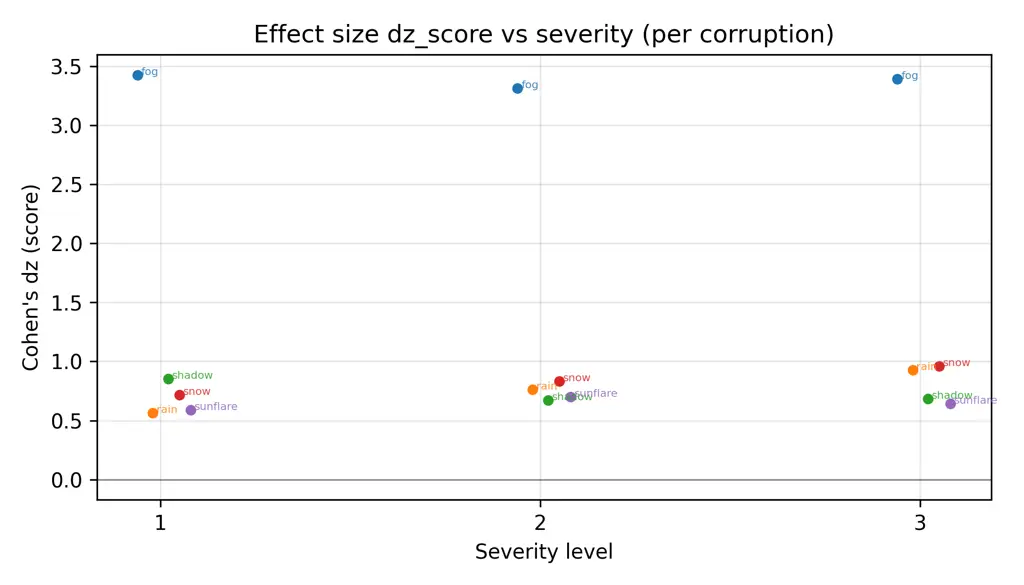 Effect size dz_score vs severity (per corruption)
Cohen's dz (score)
3.5
3.0
2.5
2.0
1.5
1.0
0.5
0.0
fog
fog
fog
shadow
snow
rain
sunflare
snow
rain
sunflare
shadow
snow
rain
shadow
sunflare
1
2
3
Severity level